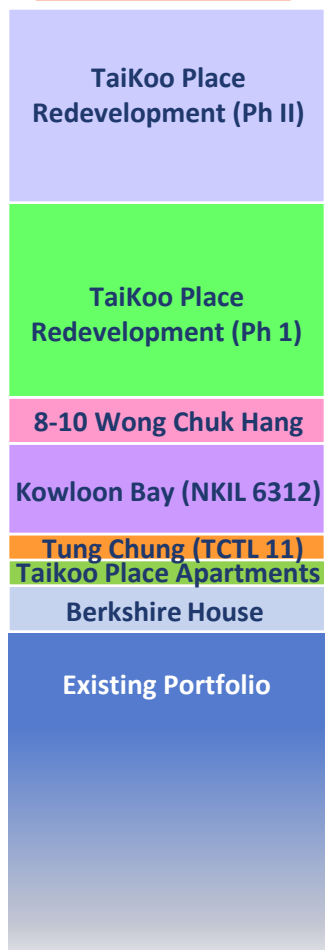 TaiKoo Place
Redevelopment (Ph II)
TaiKoo Place
Redevelopment (Ph 1)
8-10 Wong Chuk Hang
Kowloon Bay (NKIL 6312)
Tung Chung (TCTL 11)
Taikoo Place Apartments
Berkshire House
Existing Portfolio